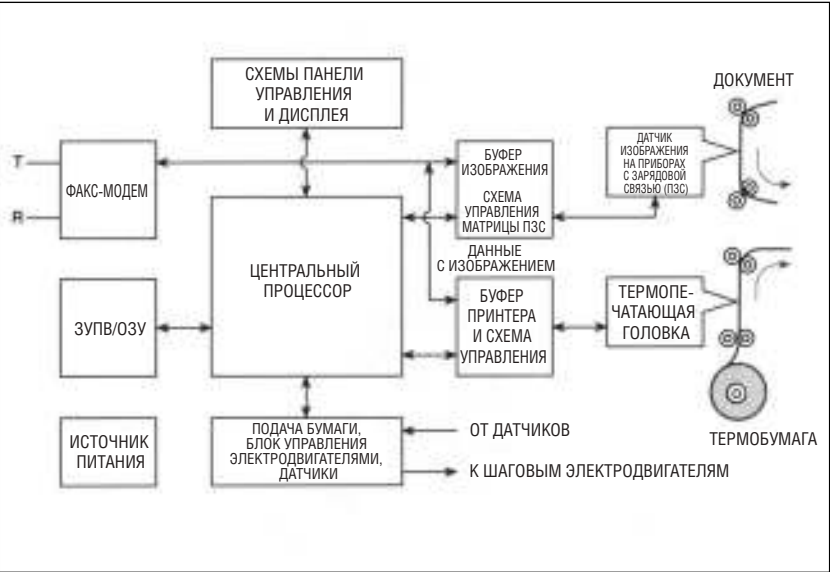 СХЕМЫ ПАНЕЛИ
УПРАВЛЕНИЯ
И ДИСПЛЕЯ
ДОКУМЕНТ
T
R
ФАКС-МОДЕМ
БУФЕР
ИЗОБРАЖЕНИЯ
СХЕМА
УПРАВЛЕНИЯ
МАТРИЦЫ ПЗС
ДАТЧИК
ИЗОБРАЖЕНИЯ
НА ПРИБОРАХ
С ЗАРЯДОВОЙ
СВЯЗЬЮ (ПЗС)
ЦЕНТРАЛЬНЫЙ
ПРОЦЕССОР
ДАННЫЕ
С ИЗОБРАЖЕНИЕМ
ЗУПВ/ОЗУ
БУФЕР
ПРИНТЕРА
И СХЕМА
УПРАВЛЕНИЯ
ТЕРМОПЕ-
ЧАТАЮЩАЯ
ГОЛОВКА
ИСТОЧНИК
ПИТАНИЯ
ПОДАЧА БУМАГИ,
БЛОК УПРАВЛЕНИЯ
ЭЛЕКТРОДВИГАТЕЛЯМИ,
ДАТЧИКИ
ОТ ДАТЧИКОВ
К ШАГОВЫМ ЭЛЕКТРОДВИГАТЕЛЯМ
ТЕРМОБУМАГА